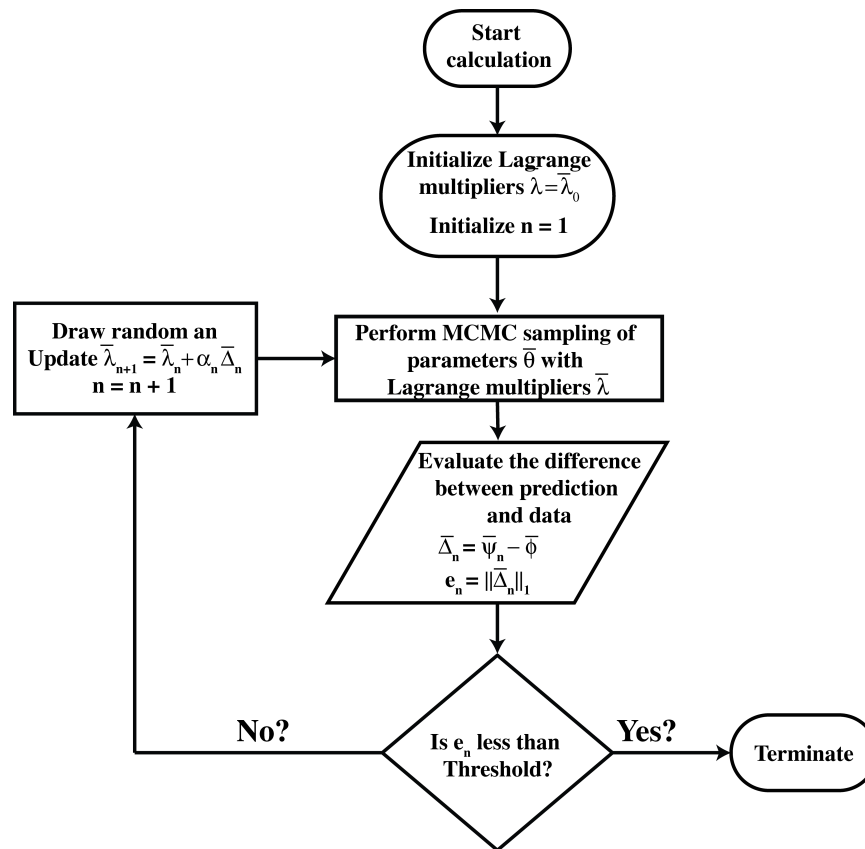 Start
calculation
Initialize Lagrange
multipliers λ̄=λ̄₀
Initialize n = 1
Draw random an
Update λ̄ₙ₊₁ = λ̄ₙ+ αₙ Δ̄ₙ
n = n + 1
Perform MCMC sampling of
parameters θ̄ with
Lagrange multipliers λ̄
Evaluate the difference
between prediction
and data
Δ̄ₙ = ψ̄ₙ − φ̄
eₙ = ||Δ̄ₙ||₁
No?
Is eₙ less than
Threshold?
Yes?
Terminate